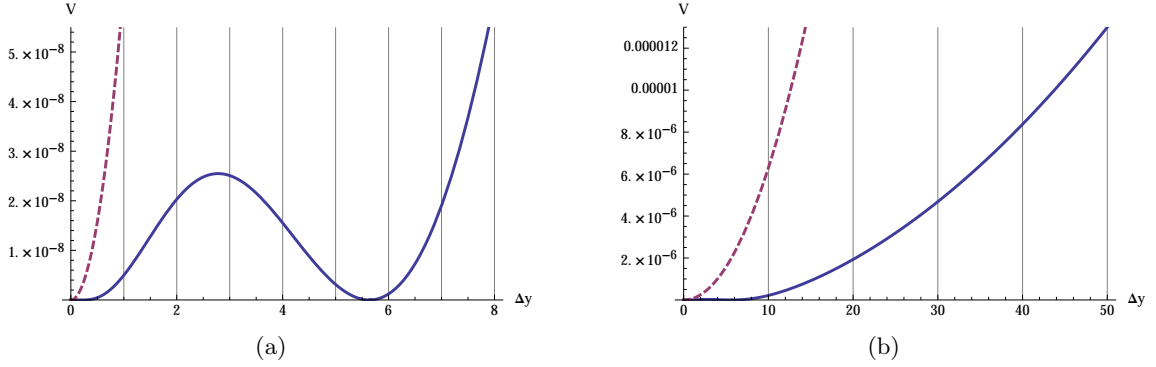 V
5. × 10⁻⁸
4. × 10⁻⁸
3. × 10⁻⁸
2. × 10⁻⁸
1. × 10⁻⁸
0 2 4 6 8 Δy
(a)
V
0.000012
0.00001
8. × 10⁻⁶
6. × 10⁻⁶
4. × 10⁻⁶
2. × 10⁻⁶
0 10 20 30 40 50 Δy
(b)